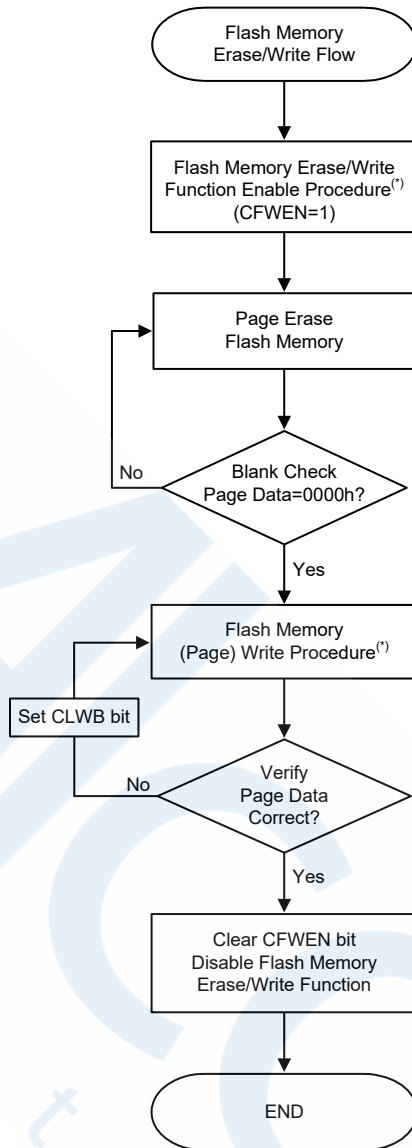 Flash Memory
Erase/Write Flow
Flash Memory Erase/Write
Function Enable Procedure(*)
(CFWEN=1)
Page Erase
Flash Memory
No
Blank Check
Page Data=0000h?
Yes
Flash Memory
(Page) Write Procedure(*)
Set CLWB bit
No
Verify
Page Data
Correct?
Yes
Clear CFWEN bit
Disable Flash Memory
Erase/Write Function
END